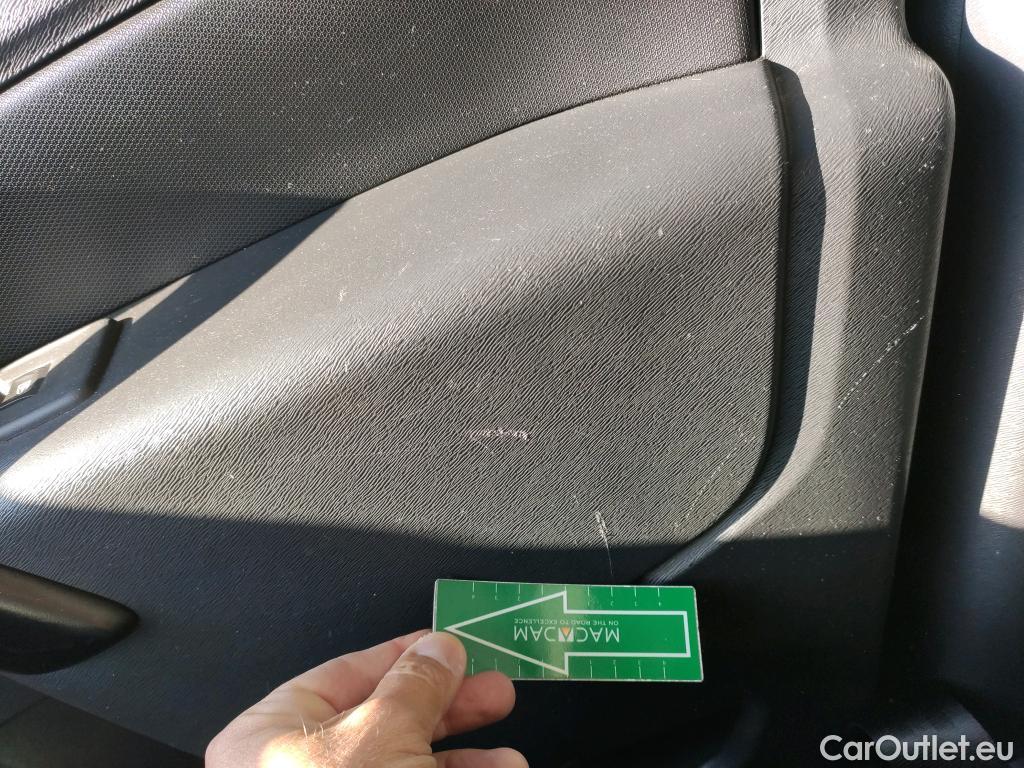 MACADAM
ON THE ROAD TO EXCELLENCE
CarOutlet.eu